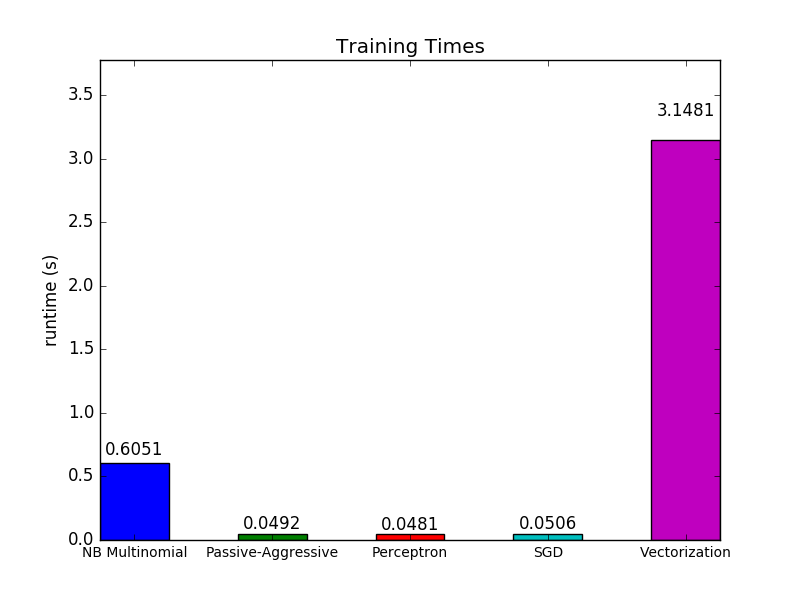 Training Times
runtime (s)
3.5
3.0
2.5
2.0
1.5
1.0
0.5
0.0
0.6051
0.0492
0.0481
0.0506
3.1481
NB Multinomial
Passive-Aggressive
Perceptron
SGD
Vectorization